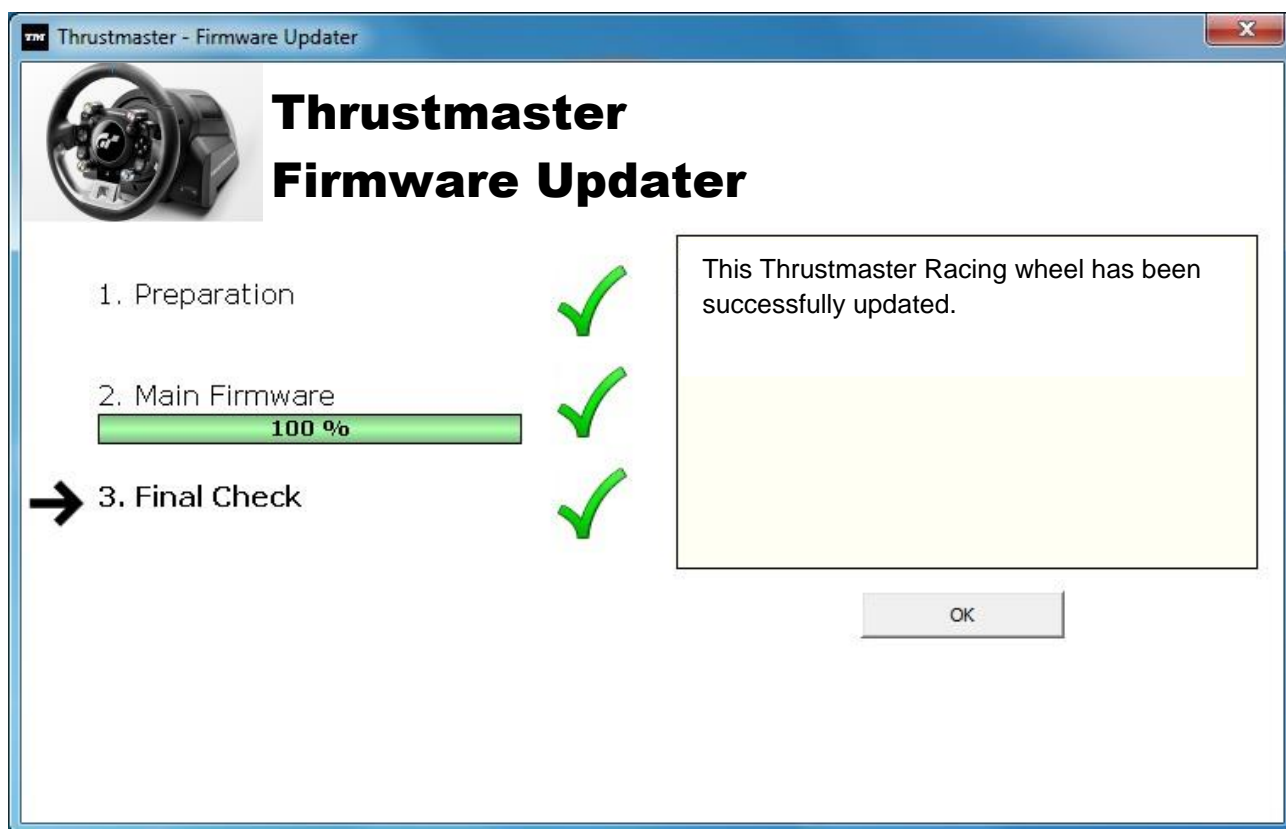 Thrustmaster - Firmware Updater
Thrustmaster
Firmware Updater
1. Preparation
2. Main Firmware
100 %
3. Final Check
This Thrustmaster Racing wheel has been
successfully updated.
OK